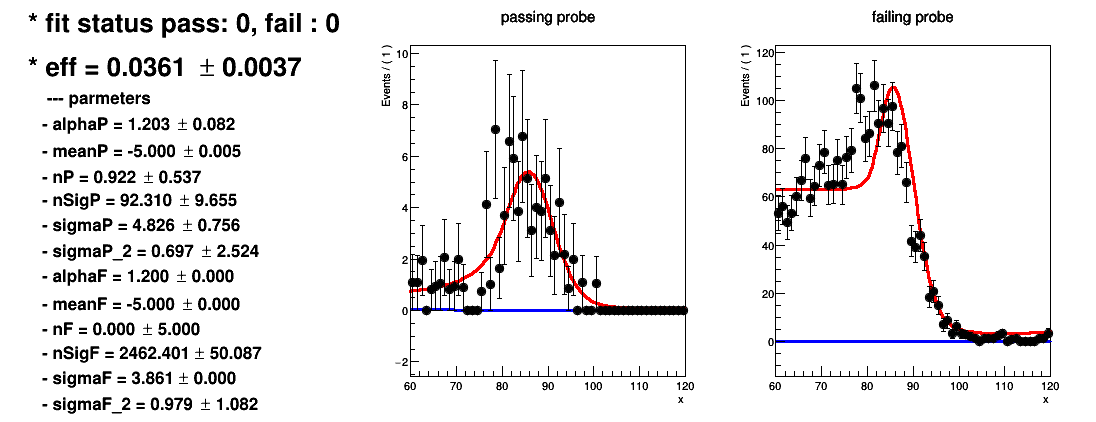 * fit status pass: 0, fail : 0
* eff = 0.0361 ± 0.0037
--- parmeters
- alphaP = 1.203 ± 0.082
- meanP = -5.000 ± 0.005
- nP = 0.922 ± 0.537
- nSigP = 92.310 ± 9.655
- sigmaP = 4.826 ± 0.756
- sigmaP_2 = 0.697 ± 2.524
- alphaF = 1.200 ± 0.000
- meanF = -5.000 ± 0.000
- nF = 0.000 ± 5.000
- nSigF = 2462.401 ± 50.087
- sigmaF = 3.861 ± 0.000
- sigmaF_2 = 0.979 ± 1.082
passing probe
Events / ( 1 )
10
8
6
4
2
0
−2
60 70 80 90 100 110 120
x
failing probe
Events / ( 1 )
120
100
80
60
40
20
0
60 70 80 90 100 110 120
x